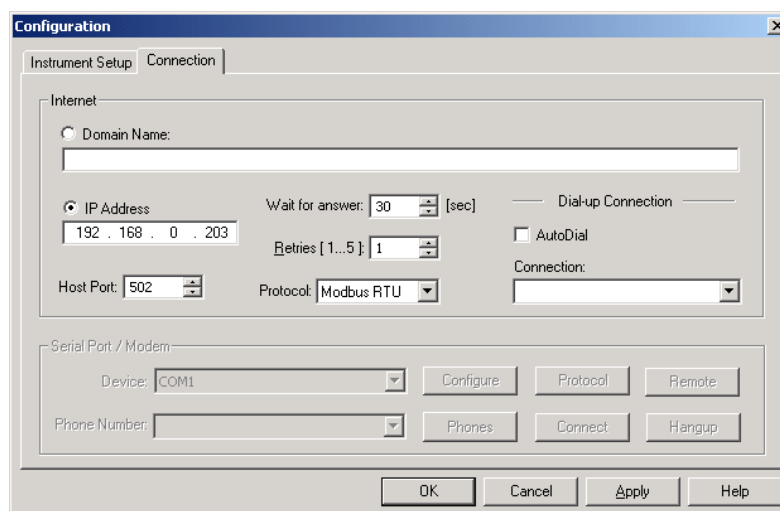 Configuration
Instrument Setup Connection
Internet
Domain Name:
IP Address Wait for answer: 30 [sec] Dial-up Connection
192 . 168 . 0 . 203
Retries [ 1...5 ]: 1 AutoDial
Connection:
Host Port: 502 Protocol: Modbus RTU
Serial Port / Modem
Device: COM1 Configure Protocol Remote
Phone Number: Phones Connect Hangup
OK Cancel Apply Help